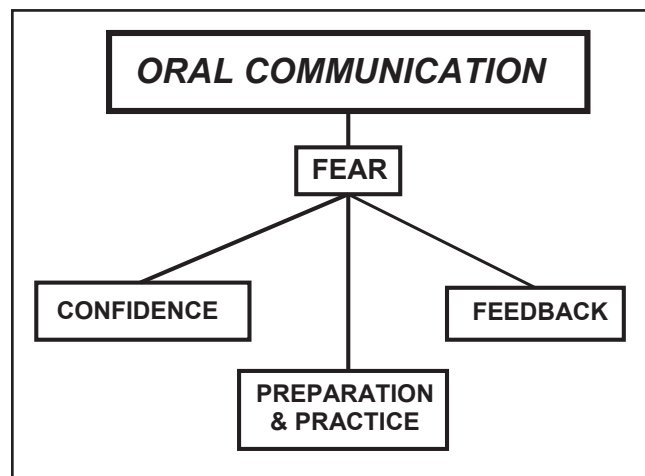 ORAL COMMUNICATION
FEAR
CONFIDENCE
FEEDBACK
PREPARATION
& PRACTICE